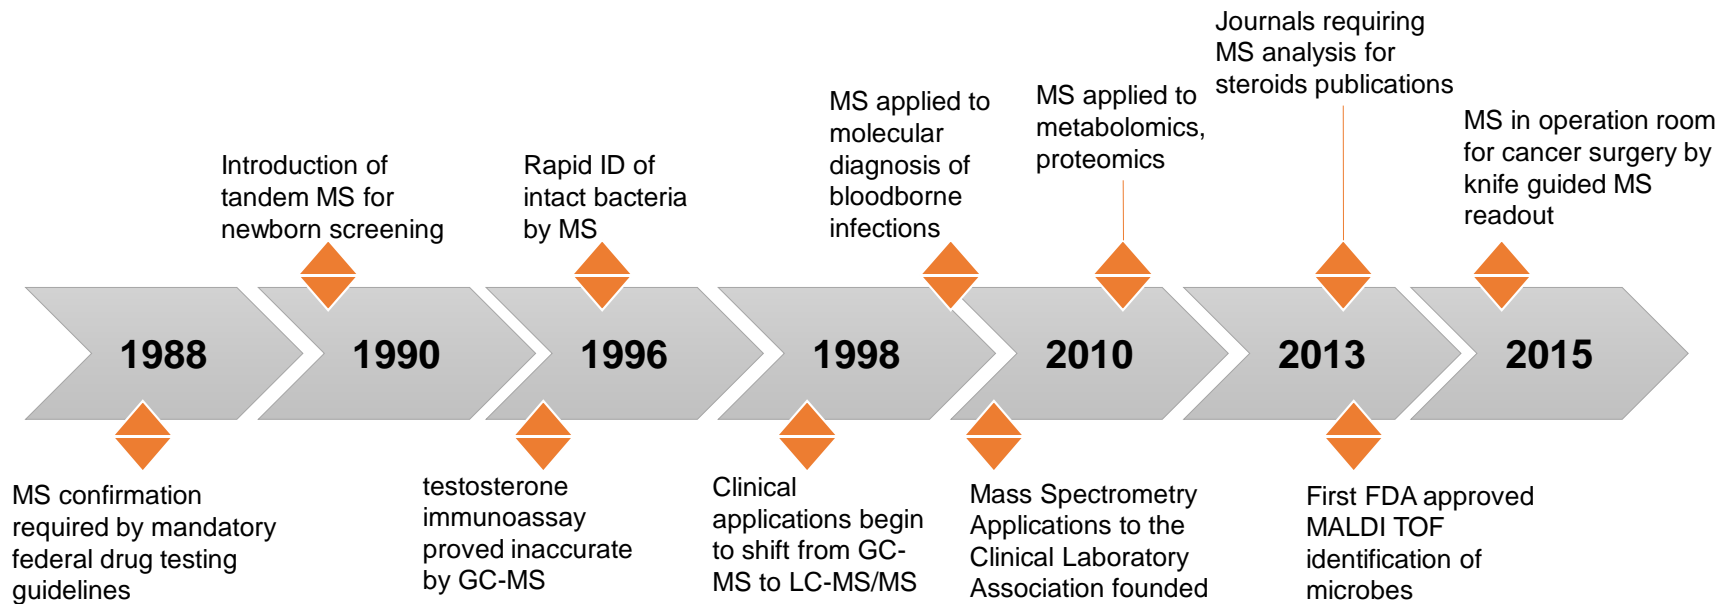 Journals requiring
MS analysis for
steroids publications
MS applied to
molecular
diagnosis of
bloodborne
infections
MS applied to
metabolomics,
proteomics
MS in operation room
for cancer surgery by
knife guided MS
readout
Introduction of
tandem MS for
newborn screening
Rapid ID of
intact bacteria
by MS
1988
1990
1996
1998
2010
2013
2015
MS confirmation
required by mandatory
federal drug testing
guidelines
testosterone
immunoassay
proved inaccurate
by GC-MS
Clinical
applications begin
to shift from GC-
MS to LC-MS/MS
Mass Spectrometry
Applications to the
Clinical Laboratory
Association founded
First FDA approved
MALDI TOF
identification of
microbes